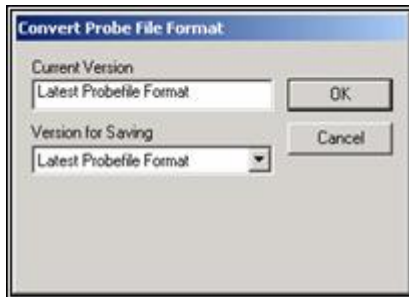 Convert Probe File Format
Current Version
Latest Probefile Format
OK
Version for Saving
Cancel
Latest Probefile Format